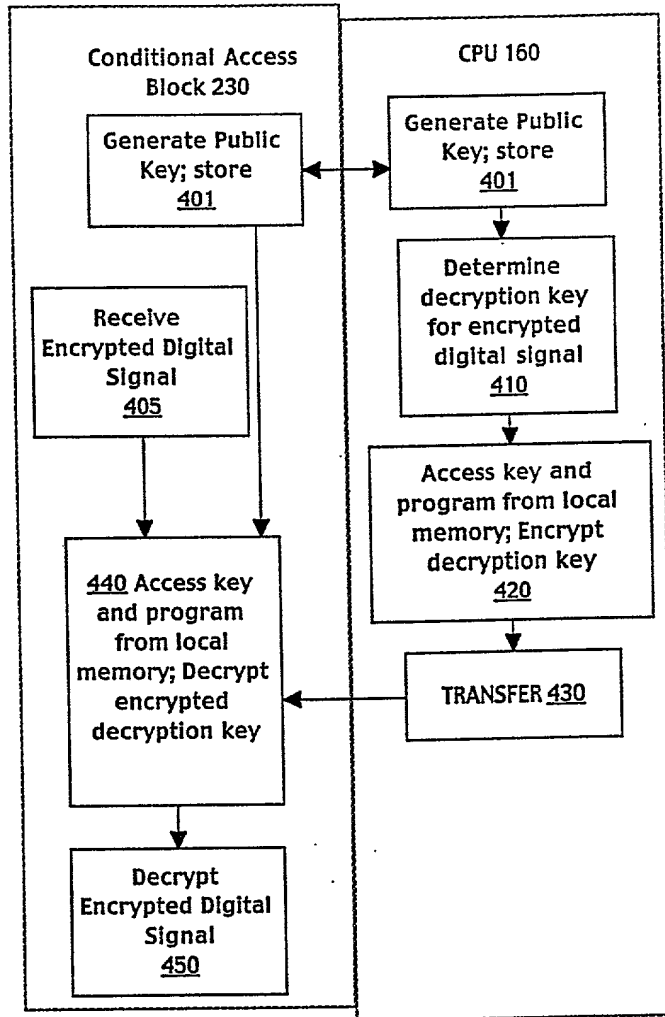 Conditional Access
Block 230
Generate Public
Key; store
401
Receive
Encrypted Digital
Signal
405
440 Access key
and program
from local
memory; Decrypt
encrypted
decryption key
Decrypt
Encrypted Digital
Signal
450
CPU 160
Generate Public
Key; store
401
Determine
decryption key
for encrypted
digital signal
410
Access key and
program from local
memory; Encrypt
decryption key
420
TRANSFER 430